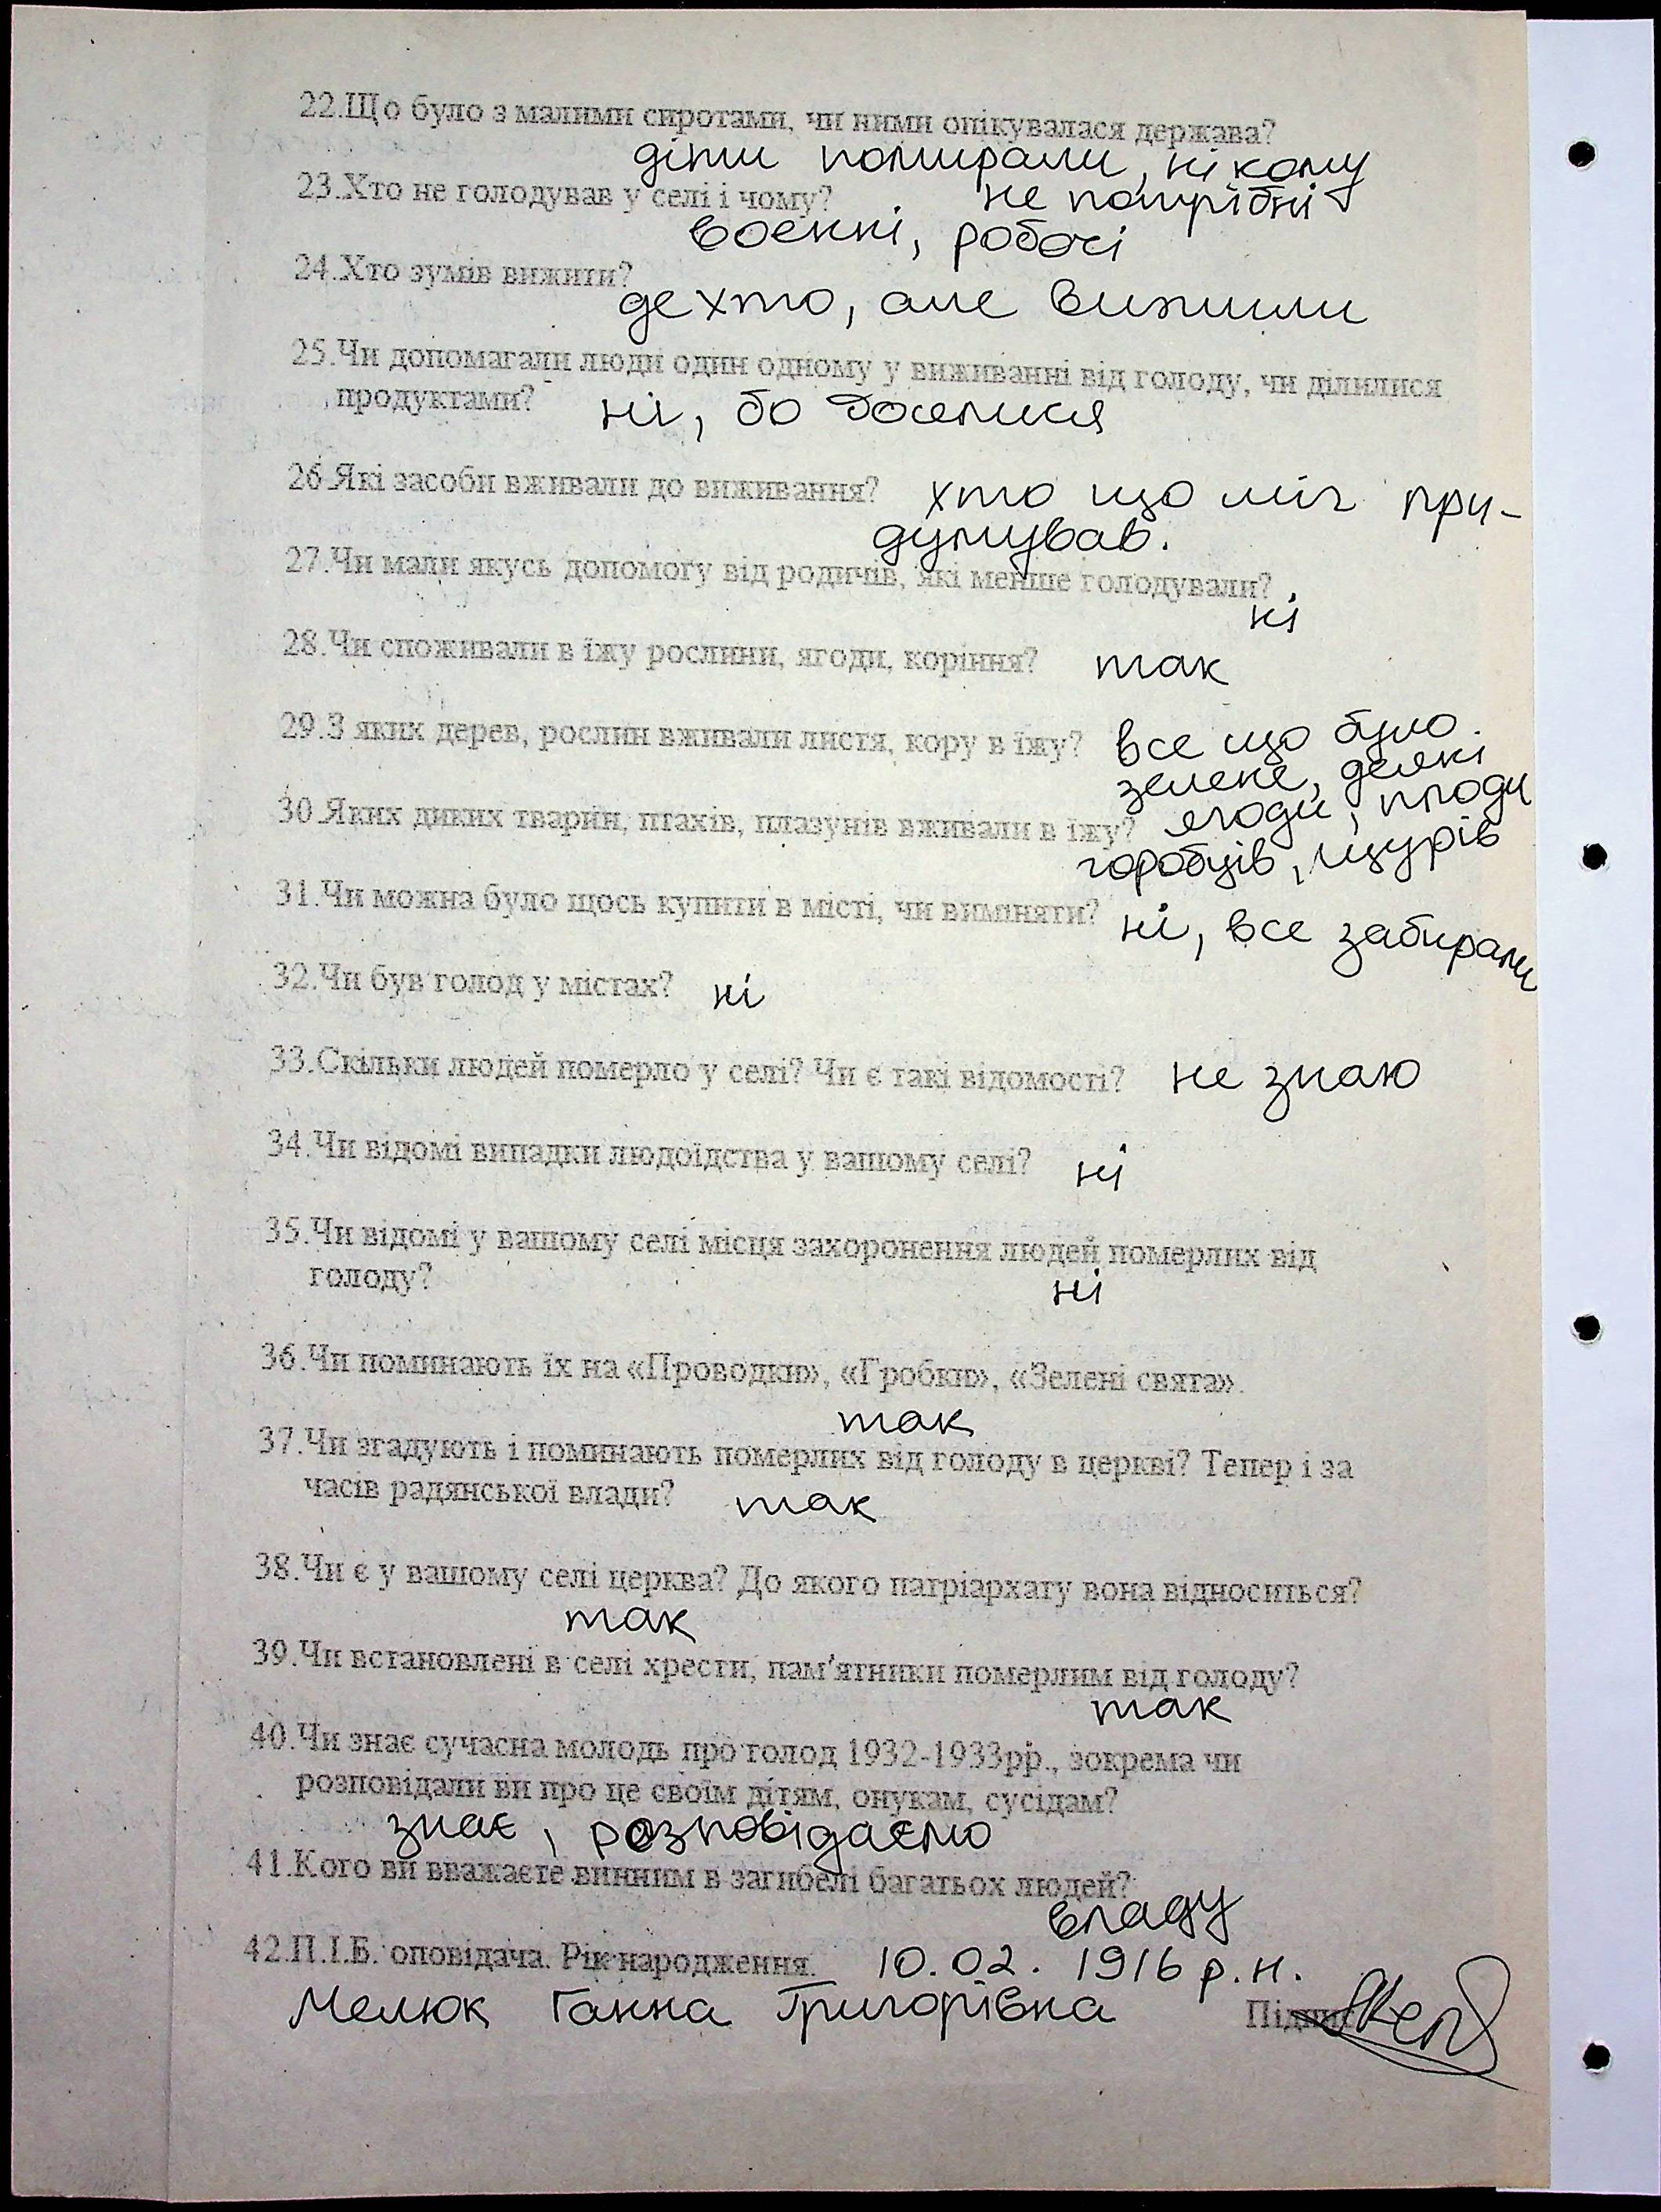 22.Що було з малими сиротами, чи ними опікувалася держава?
діти помирали, нікому
не потрібні
23.Хто не голодував у селі і чому?
воєнні, робочі
24.Хто зумів вижити?
дехто, але вижили
25.Чи допомагали люди один одному у виживанні від голоду, чи ділилися
продуктами?
ні, бо боялися
26.Які засоби вживали до виживання?
хто що міг при-
думував.
27.Чи мали якусь допомогу від родичів, які менше голодували?
ні
28.Чи споживали в їжу рослини, ягоди, коріння?
так
29.З яких дерев, рослин вживали листя, кору в їжу?
все що було
зелене, деякі
ягоди, плоди
30.Яких диких тварин, птахів, плазунів вживали в їжу?
горобців, щурів
31.Чи можна було щось купити в місті, чи виміняти?
ні, все забирали
32.Чи був голод у містах?
ні
33.Скільки людей померло у селі? Чи є такі відомості?
не знаю
34.Чи відомі випадки людоїдства у вашому селі?
ні
35.Чи відомі у вашому селі місця захоронення людей померлих від
голоду?
ні
36.Чи поминають їх на «Проводки», «Гробки», «Зелені свята».
так
37.Чи згадують і поминають померлих від голоду в церкві? Тепер і за
часів радянської влади?
так
38.Чи є у вашому селі церква? До якого патріархату вона відноситься?
так
39.Чи встановлені в селі хрести, пам'ятники померлим від голоду?
так
40.Чи знає сучасна молодь про голод 1932-1933рр., зокрема чи
розповідали ви про це своїм дітям, онукам, сусідам?
знає, розповідаємо
41.Кого ви вважаєте винним в загибелі багатьох людей?
владу
42.П.І.Б. оповідача. Рік народження. 10.02. 1916 р.н.
Мелюк Ганна Григорівна Підпис